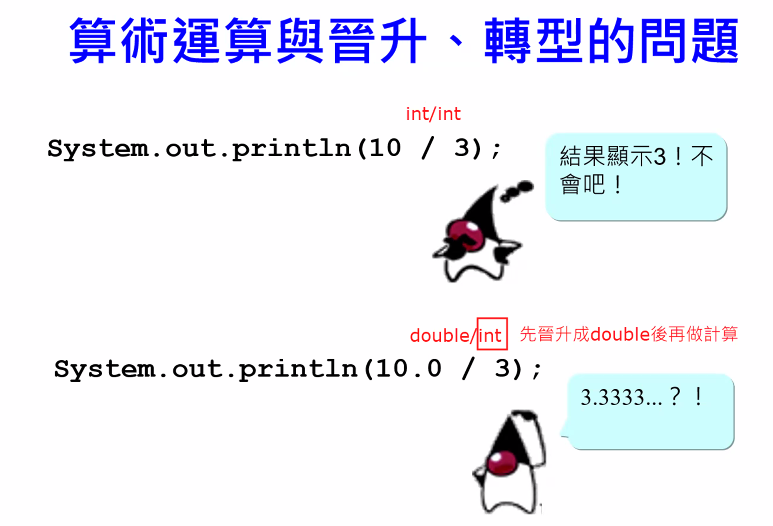 算術運算與晉升、轉型的問題
int/int
System.out.println(10 / 3);
結果顯示3！不
會吧！
double/int 先晉升成double後再做計算
System.out.println(10.0 / 3);
3.3333...？！